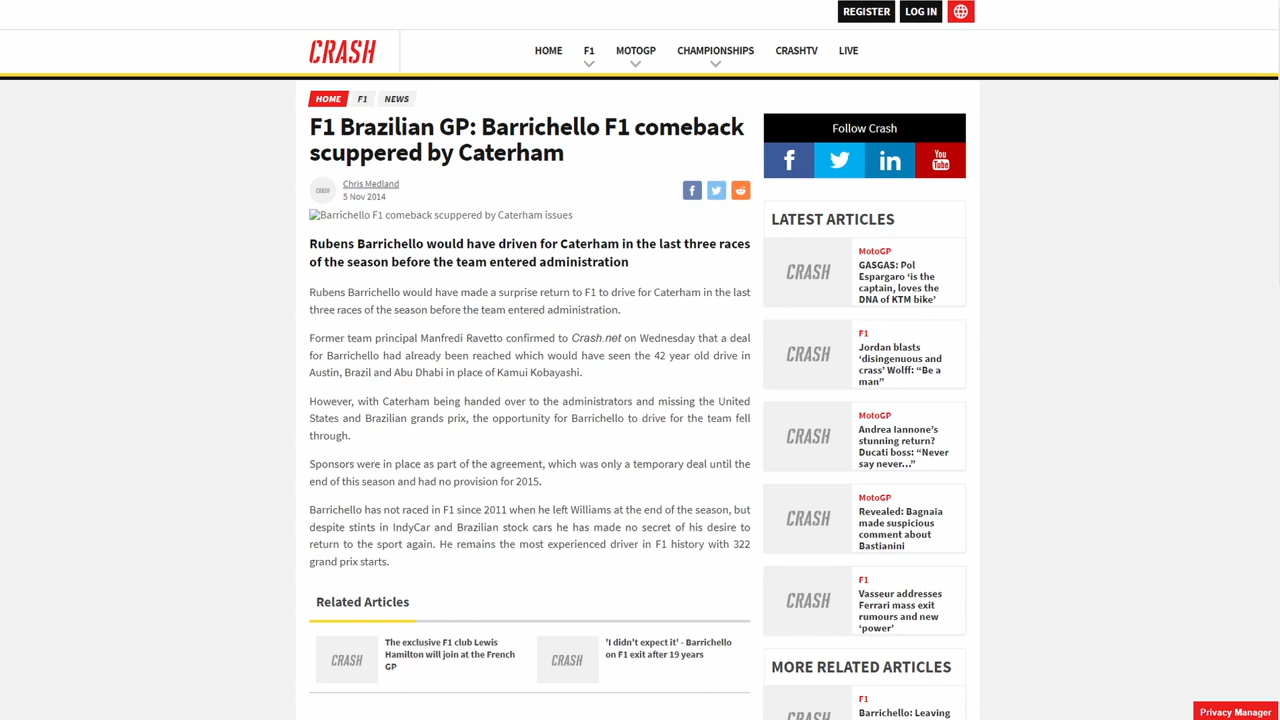 REGISTER
LOG IN
CRASH
HOME
F1
MOTOGP
CHAMPIONSHIPS
CRASHTV
LIVE
HOME
F1
NEWS
F1 Brazilian GP: Barrichello F1 comeback
scuppered by Caterham
CRASH
Chris Medland
5 Nov 2014
Barrichello F1 comeback scuppered by Caterham issues
Rubens Barrichello would have driven for Caterham in the last three races
of the season before the team entered administration
Rubens Barrichello would have made a surprise return to F1 to drive for Caterham in the last
three races of the season before the team entered administration.
Former team principal Manfredi Ravetto confirmed to Crash.net on Wednesday that a deal
for Barrichello had already been reached which would have seen the 42 year old drive in
Austin, Brazil and Abu Dhabi in place of Kamui Kobayashi.
However, with Caterham being handed over to the administrators and missing the United
States and Brazilian grands prix, the opportunity for Barrichello to drive for the team fell
through.
Sponsors were in place as part of the agreement, which was only a temporary deal until the
end of this season and had no provision for 2015.
Barrichello has not raced in F1 since 2011 when he left Williams at the end of the season, but
despite stints in IndyCar and Brazilian stock cars he has made no secret of his desire to
return to the sport again. He remains the most experienced driver in F1 history with 322
grand prix starts.
Related Articles
CRASH
The exclusive F1 club Lewis
Hamilton will join at the French
GP
CRASH
'I didn't expect it' - Barrichello
on F1 exit after 19 years
Follow Crash
You
Tube
LATEST ARTICLES
CRASH
MotoGP
GASGAS: Pol
Espargaro ‘is the
captain, loves the
DNA of KTM bike’
CRASH
F1
Jordan blasts
‘disingenuous and
crass’ Wolff: “Be a
man”
CRASH
MotoGP
Andrea Iannone’s
stunning return?
Ducati boss: “Never
say never…”
CRASH
MotoGP
Revealed: Bagnaia
made suspicious
comment about
Bastianini
CRASH
F1
Vasseur addresses
Ferrari mass exit
rumours and new
‘power’
MORE RELATED ARTICLES
CRASH
F1
Barrichello: Leaving
Privacy Manager